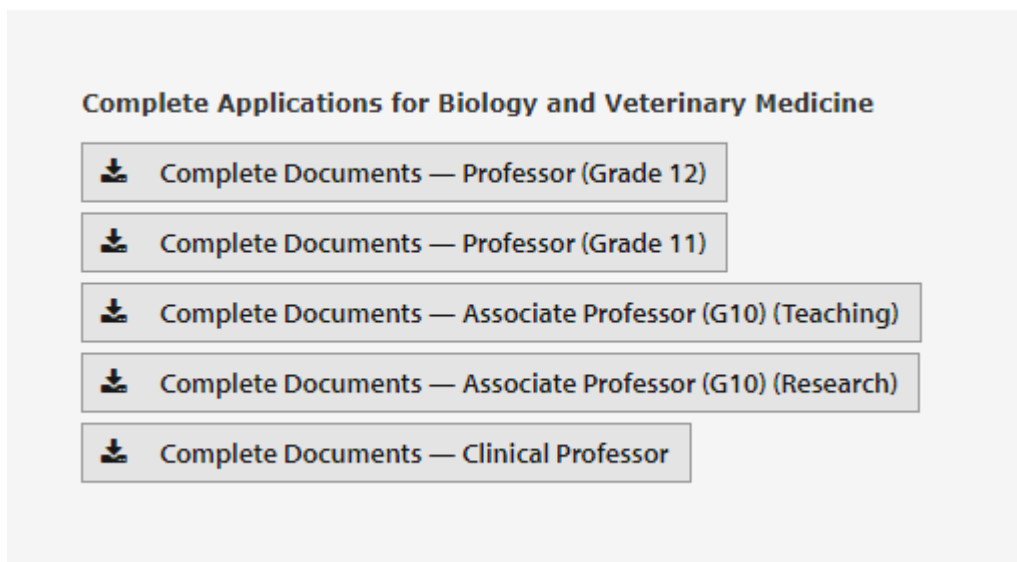 Complete Applications for Biology and Veterinary Medicine
Complete Documents — Professor (Grade 12)
Complete Documents — Professor (Grade 11)
Complete Documents — Associate Professor (G10) (Teaching)
Complete Documents — Associate Professor (G10) (Research)
Complete Documents — Clinical Professor